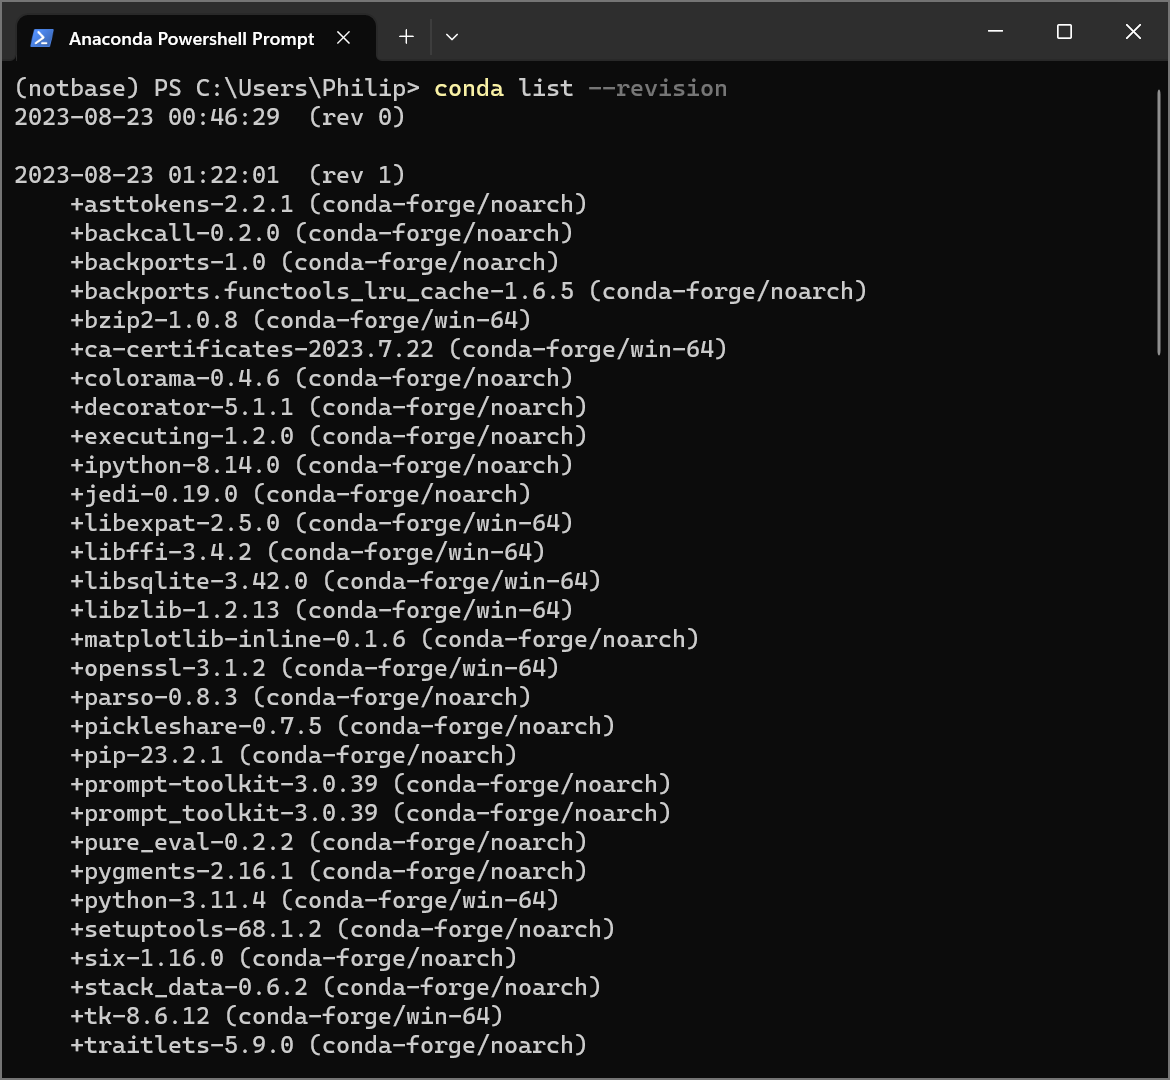 Anaconda Powershell Prompt
(notbase) PS C:\Users\Philip> conda list --revision
2023-08-23 00:46:29  (rev 0)

2023-08-23 01:22:01  (rev 1)
    +asttokens-2.2.1 (conda-forge/noarch)
    +backcall-0.2.0 (conda-forge/noarch)
    +backports-1.0 (conda-forge/noarch)
    +backports.functools_lru_cache-1.6.5 (conda-forge/noarch)
    +bzip2-1.0.8 (conda-forge/win-64)
    +ca-certificates-2023.7.22 (conda-forge/win-64)
    +colorama-0.4.6 (conda-forge/noarch)
    +decorator-5.1.1 (conda-forge/noarch)
    +executing-1.2.0 (conda-forge/noarch)
    +ipython-8.14.0 (conda-forge/noarch)
    +jedi-0.19.0 (conda-forge/noarch)
    +libexpat-2.5.0 (conda-forge/win-64)
    +libffi-3.4.2 (conda-forge/win-64)
    +libsqlite-3.42.0 (conda-forge/win-64)
    +libzlib-1.2.13 (conda-forge/win-64)
    +matplotlib-inline-0.1.6 (conda-forge/noarch)
    +openssl-3.1.2 (conda-forge/win-64)
    +parso-0.8.3 (conda-forge/noarch)
    +pickleshare-0.7.5 (conda-forge/noarch)
    +pip-23.2.1 (conda-forge/noarch)
    +prompt-toolkit-3.0.39 (conda-forge/noarch)
    +prompt_toolkit-3.0.39 (conda-forge/noarch)
    +pure_eval-0.2.2 (conda-forge/noarch)
    +pygments-2.16.1 (conda-forge/noarch)
    +python-3.11.4 (conda-forge/win-64)
    +setuptools-68.1.2 (conda-forge/noarch)
    +six-1.16.0 (conda-forge/noarch)
    +stack_data-0.6.2 (conda-forge/noarch)
    +tk-8.6.12 (conda-forge/win-64)
    +traitlets-5.9.0 (conda-forge/noarch)